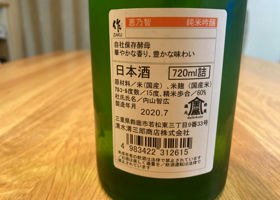 作
ZAKU
恵乃智
純米吟醸
自社保存酵母
華やかな香り、豊かな味わい
日本酒 720ml詰
原材料/米(国産)、米麹(国産米)
アルコール度数/15度、精米歩合/60%
杜氏氏名/内山智広
製造年月
2020.7
三重県鈴鹿市若松東三丁目9番33号
清水清三郎商店株式会社
4 983422 312615